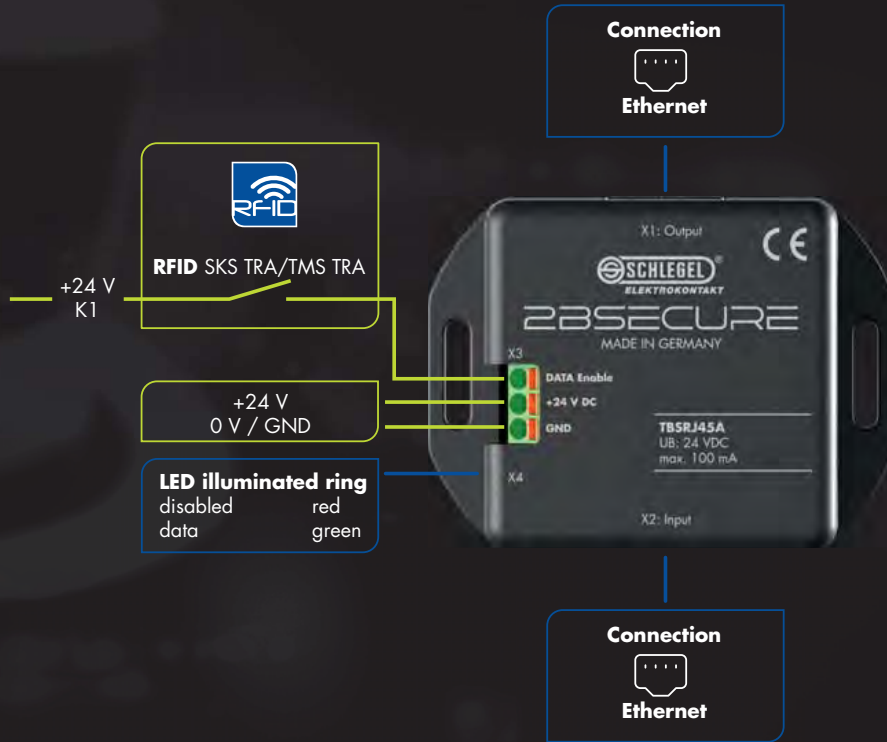 Connection
Ethernet
RFID
RFID SKS TRA/TMS TRA
+24 V
K1
X1: Output
CE
SCHLEGEL
ELEKTROKONTAKT
2BSECURE
MADE IN GERMANY
X3
DATA Enable
+24 V DC
GND
+24 V
0 V / GND
TBSRJ45A
UB: 24 VDC
max. 100 mA
LED illuminated ring
disabled red
data green
X4
X2: Input
Connection
Ethernet